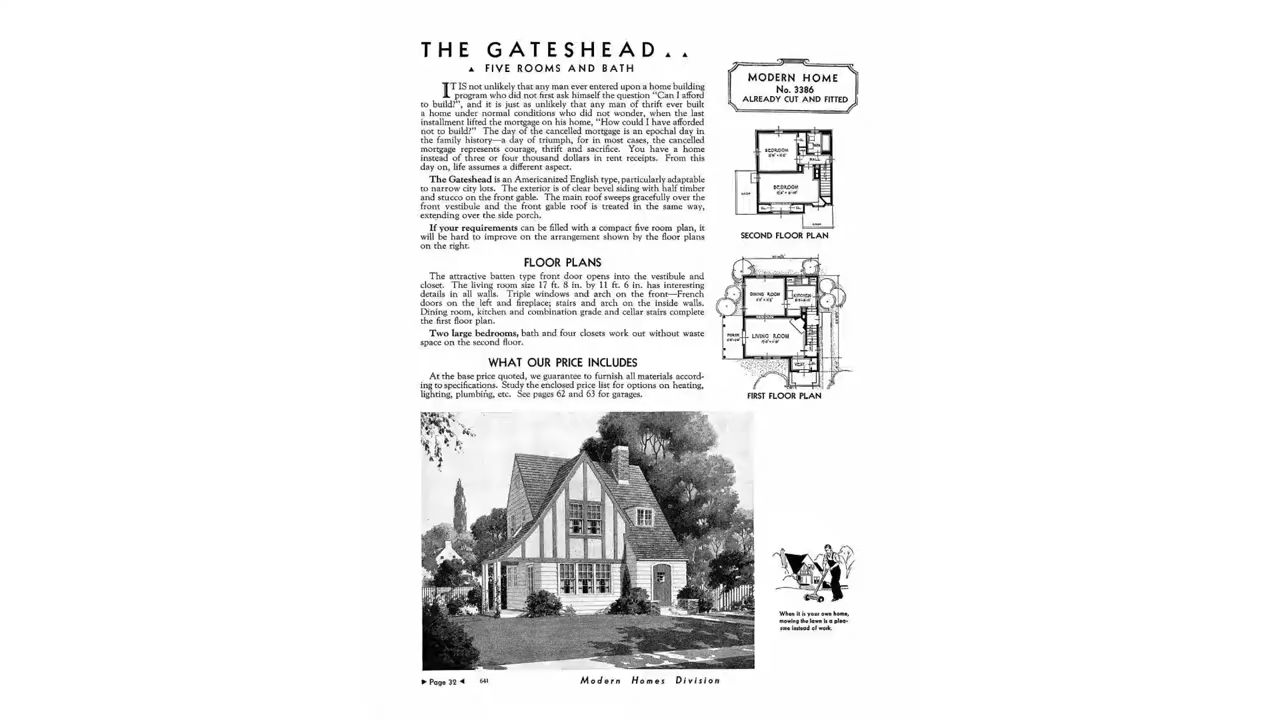 THE GATESHEAD . .
FIVE ROOMS AND BATH
IT IS not unlikely that any man ever entered upon a home building
program who did not first ask himself the question "Can I afford
to build?", and it is just as unlikely that any man of thrift ever built
a home under normal conditions who did not wonder, when the last
installment lifted the mortgage on his home, "How could I have afforded
not to build?" The day of the cancelled mortgage is an epochal day in
the family history—a day of triumph, for in most cases, the cancelled
mortgage represents courage, thrift and sacrifice. You have a home
instead of three or four thousand dollars in rent receipts. From this
day on, life assumes a different aspect.
The Gateshead is an Americanized English type, particularly adaptable
to narrow city lots. The exterior is of clear bevel siding with half timber
and stucco on the front gable. The main roof sweeps gracefully over the
front vestibule and the front gable roof is treated in the same way,
extending over the side porch.
If your requirements can be filled with a compact five room plan, it
will be hard to improve on the arrangement shown by the floor plans
on the right.
FLOOR PLANS
The attractive batten type front door opens into the vestibule and
closet. The living room size 17 ft. 8 in. by 11 ft. 6 in. has interesting
details in all walls. Triple windows and arch on the front—French
doors on the left and fireplace; stairs and arch on the inside walls.
Dining room, kitchen and combination grade and cellar stairs complete
the first floor plan.
Two large bedrooms, bath and four closets work out without waste
space on the second floor.
WHAT OUR PRICE INCLUDES
At the base price quoted, we guarantee to furnish all materials accord-
ing to specifications. Study the enclosed price list for options on heating,
lighting, plumbing, etc. See pages 62 and 63 for garages.
MODERN HOME
No. 3386
ALREADY CUT AND FITTED
BEDROOM
HALL
BEDROOM
SECOND FLOOR PLAN
DINING ROOM
KITCHEN
PORCH
LIVING ROOM
VEST.
FIRST FLOOR PLAN
When it is your own home,
mowing the lawn is a plea-
sure instead of work.
Page 32
641
Modern Homes Division